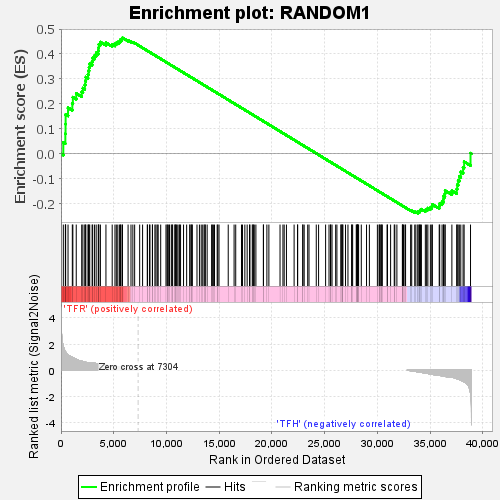 Enrichment plot: RANDOM1
Enrichment score (ES)
0.5
0.4
0.3
0.2
0.1
0.0
-0.1
-0.2
Ranked list metric (Signal2Noise)
'TFR' (positively correlated)
4
2
0
-2
-4
Zero cross at 7304
'TFH' (negatively correlated)
0
5,000
10,000
15,000
20,000
25,000
30,000
35,000
40,000
Rank in Ordered Dataset
Enrichment profile
Hits
Ranking metric scores